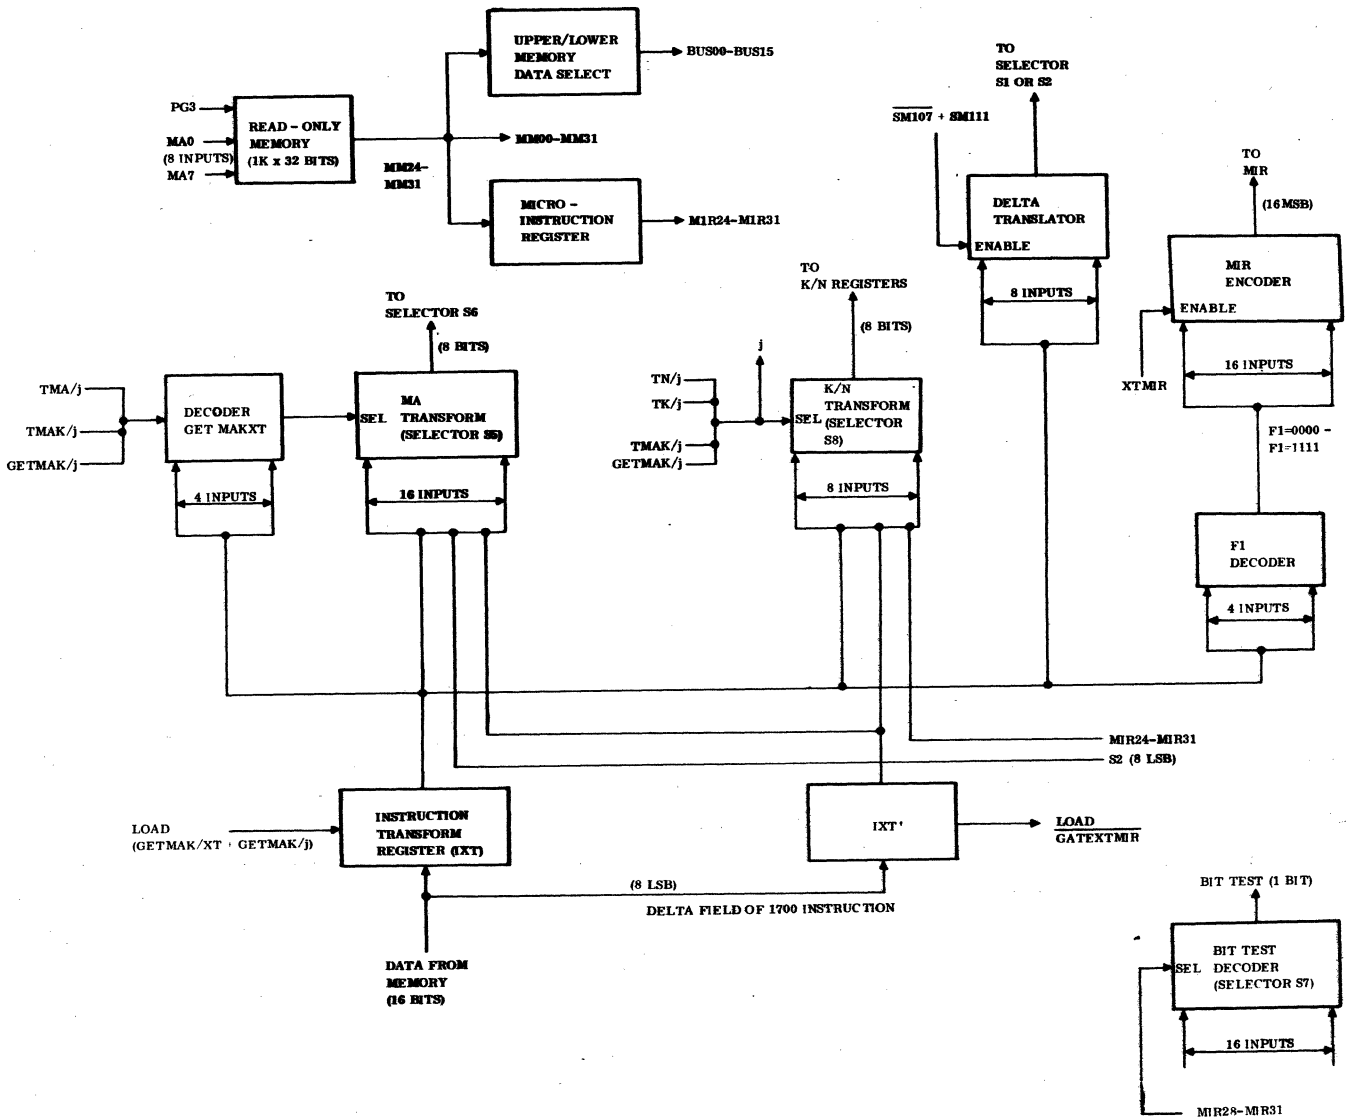 UPPER/LOWER
MEMORY
DATA SELECT
BUS00-BUS15
PG3
MA0
(8 INPUTS)
MA7
READ-ONLY
MEMORY
(1K x 32 BITS)
MM24-
MM31
MM00-MM31
MICRO-
INSTRUCTION
REGISTER
M1R24-M1R31
TO
SELECTOR
S1 OR S2
SM107 + SM111
DELTA
TRANSLATOR
ENABLE
8 INPUTS
TO
MIR
(16 MSB)
MIR
ENCODER
ENABLE
16 INPUTS
XTMIR
F1=0000 -
F1=1111
F1
DECODER
4 INPUTS
TO
SELECTOR S6
(8 BITS)
TMA/j
TMAK/j
GETMAK/j
DECODER
GET MAKXT
4 INPUTS
SEL
MA
TRANSFORM
(SELECTOR S5)
16 INPUTS
TO
K/N REGISTERS
(8 BITS)
j
TN/j
TK/j
TMAK/j
GETMAK/j
SEL
K/N
TRANSFORM
(SELECTOR
S8)
8 INPUTS
MIR24-MIR31
S2 (8 LSB)
LOAD
(GETMAK/XT + GETMAK/j)
INSTRUCTION
TRANSFORM
REGISTER (IXT)
IXT'
LOAD
GATEXTMIR
(8 LSB)
DELTA FIELD OF 1700 INSTRUCTION
DATA FROM
MEMORY
(16 BITS)
BIT TEST (1 BIT)
SEL
BIT TEST
DECODER
(SELECTOR S7)
16 INPUTS
MIR28-MIR31